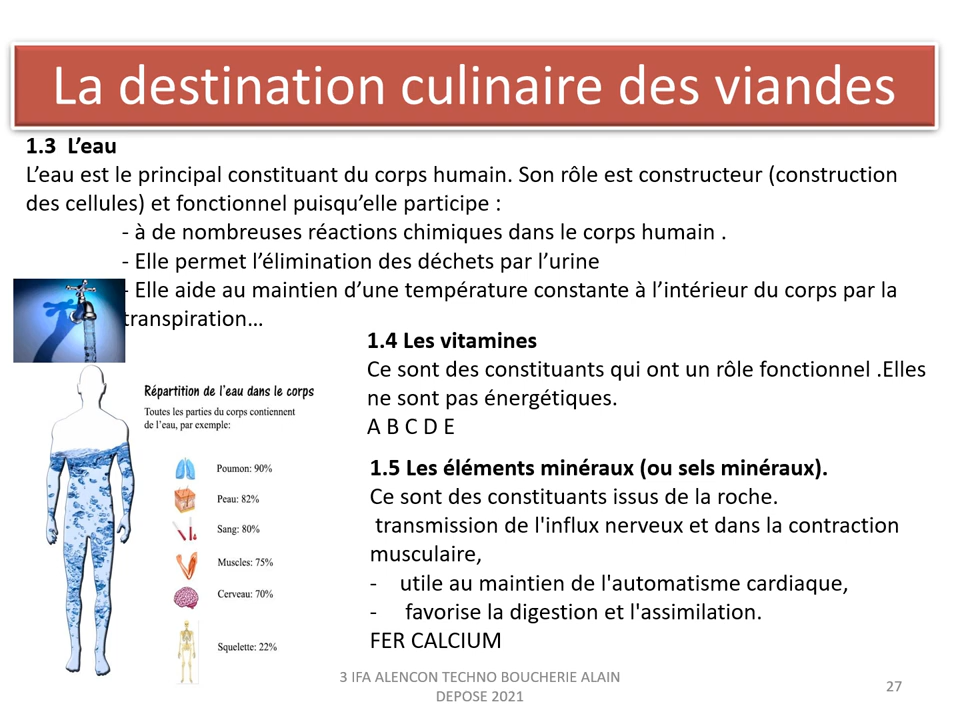 La destination culinaire des viandes
1.3  L’eau
L’eau est le principal constituant du corps humain. Son rôle est constructeur (construction
des cellules) et fonctionnel puisqu’elle participe :
- à de nombreuses réactions chimiques dans le corps humain .
- Elle permet l’élimination des déchets par l’urine
- Elle aide au maintien d’une température constante à l’intérieur du corps par la
transpiration…
1.4 Les vitamines
Ce sont des constituants qui ont un rôle fonctionnel .Elles
ne sont pas énergétiques.
A B C D E
Répartition de l'eau dans le corps
Toutes les parties du corps contiennent
de l'eau, par exemple:
Poumon: 90%
Peau: 82%
Sang: 80%
Muscles: 75%
Cerveau: 70%
Squelette: 22%
1.5 Les éléments minéraux (ou sels minéraux).
Ce sont des constituants issus de la roche.
transmission de l'influx nerveux et dans la contraction
musculaire,
- utile au maintien de l'automatisme cardiaque,
- favorise la digestion et l'assimilation.
FER CALCIUM
3 IFA ALENCON TECHNO BOUCHERIE ALAIN
DEPOSE 2021
27